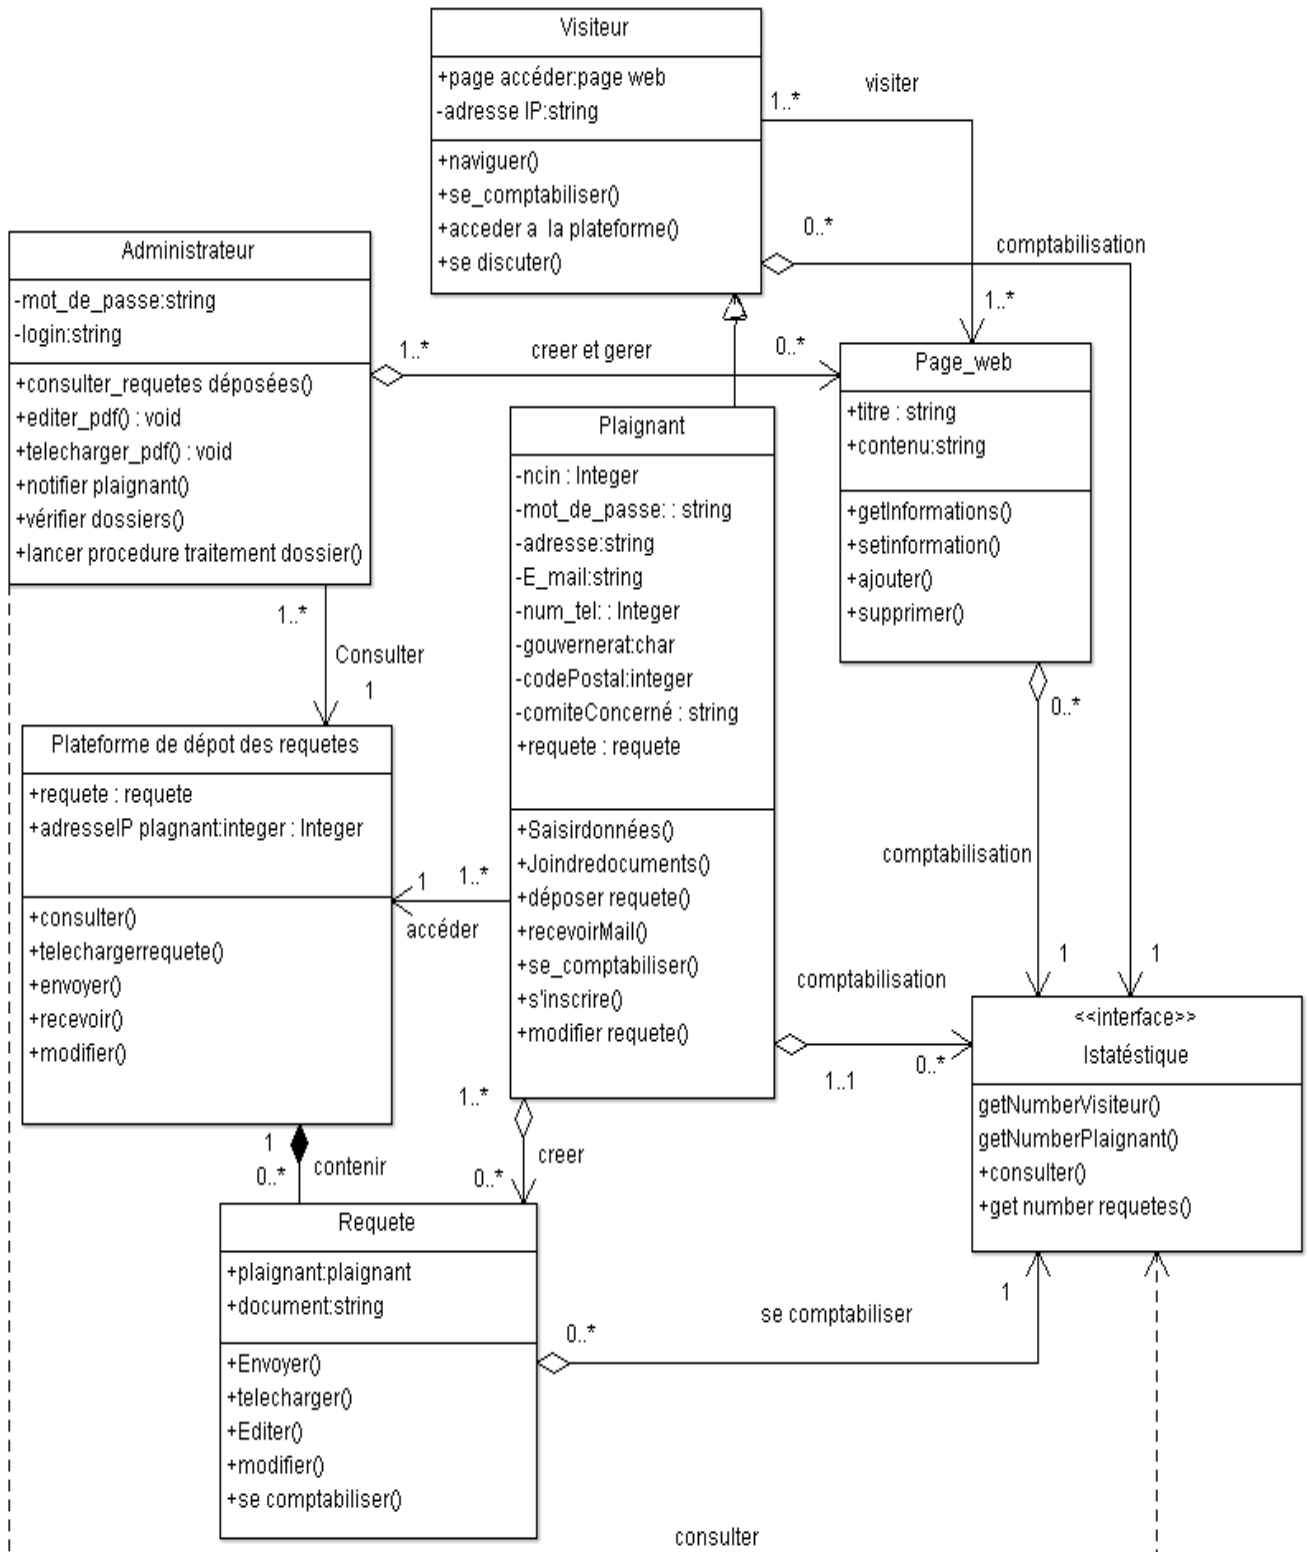 Visiteur
+page accéder:page web
-adresse IP:string
+naviguer()
+se_comptabiliser()
+acceder a  la plateforme()
+se discuter()
1..*
visiter
0..*
comptabilisation
1..*
Administrateur
-mot_de_passe:string
-login:string
+consulter_requetes déposées()
+editer_pdf() : void
+telecharger_pdf() : void
+notifier plaignant()
+vérifier dossiers()
+lancer procedure traitement dossier()
1..*
creer et gerer
0..*
Page_web
+titre : string
+contenu:string
+getInformations()
+setinformation()
+ajouter()
+supprimer()
0..*
Plaignant
-ncin : Integer
-mot_de_passe: : string
-adresse:string
-E_mail:string
-num_tel: : Integer
-gouvernerat:char
-codePostal:integer
-comiteConcerné : string
+requete : requete
+Saisirdonnées()
+Joindredocuments()
+déposer requete()
+recevoirMail()
+se_comptabiliser()
+s'inscrire()
+modifier requete()
1..*
Consulter
1
Plateforme de dépot des requetes
+requete : requete
+adresseIP plagnant:integer : Integer
+consulter()
+telechargerrequete()
+envoyer()
+recevoir()
+modifier()
1
1..*
accéder
comptabilisation
1
1
comptabilisation
1..1
0..*
<<interface>>
Istatéstique
getNumberVisiteur()
getNumberPlaignant()
+consulter()
+get number requetes()
1
0..*
contenir
1..*
creer
0..*
Requete
+plaignant:plaignant
+document:string
+Envoyer()
+telecharger()
+Editer()
+modifier()
+se comptabiliser()
0..*
se comptabiliser
1
consulter